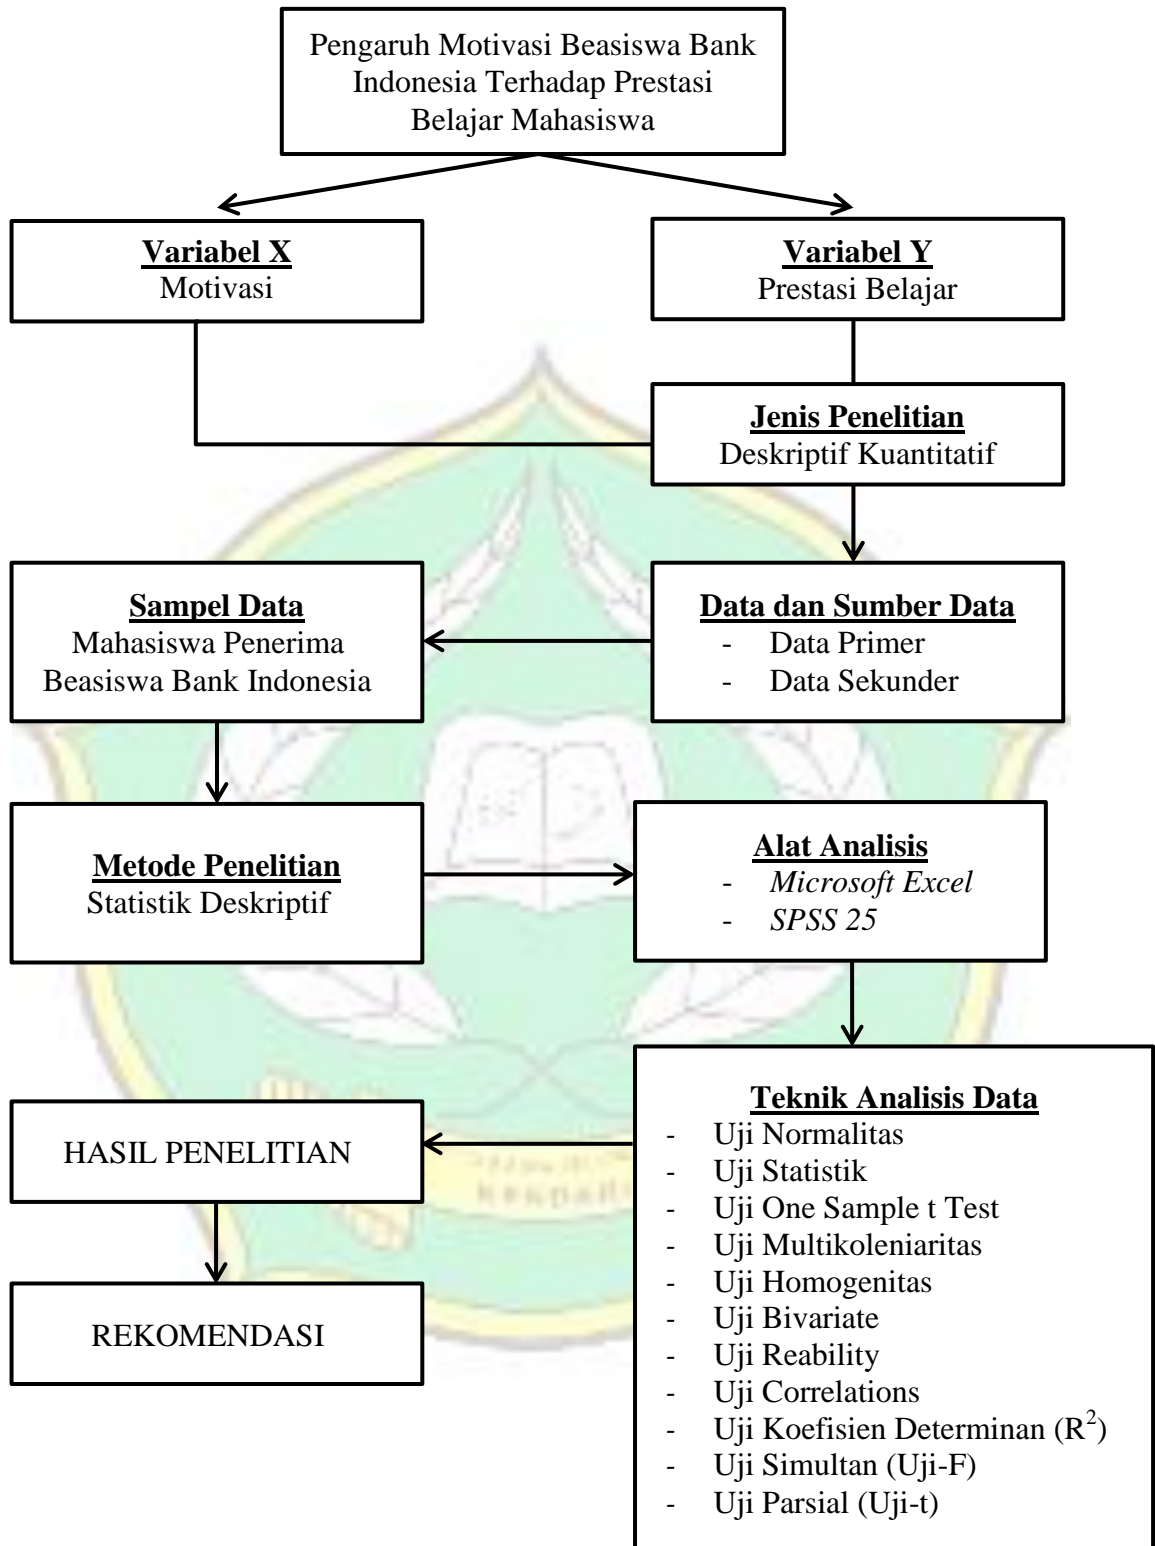 Pengaruh Motivasi Beasiswa Bank
Indonesia Terhadap Prestasi
Belajar Mahasiswa
Variabel X
Motivasi
Variabel Y
Prestasi Belajar
Jenis Penelitian
Deskriptif Kuantitatif
Data dan Sumber Data
- Data Primer
- Data Sekunder
Sampel Data
Mahasiswa Penerima
Beasiswa Bank Indonesia
Metode Penelitian
Statistik Deskriptif
Alat Analisis
- Microsoft Excel
- SPSS 25
Teknik Analisis Data
- Uji Normalitas
- Uji Statistik
- Uji One Sample t Test
- Uji Multikoleniaritas
- Uji Homogenitas
- Uji Bivariate
- Uji Reability
- Uji Correlations
- Uji Koefisien Determinan (R²)
- Uji Simultan (Uji-F)
- Uji Parsial (Uji-t)
HASIL PENELITIAN
REKOMENDASI